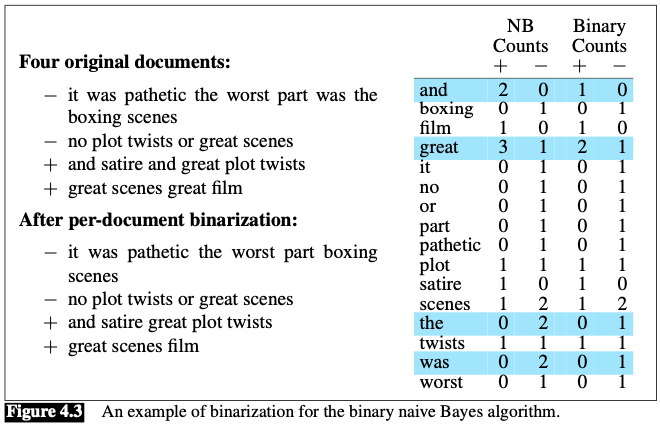 Four original documents:
− it was pathetic the worst part was the
boxing scenes
− no plot twists or great scenes
+ and satire and great plot twists
+ great scenes great film
After per-document binarization:
− it was pathetic the worst part boxing
scenes
− no plot twists or great scenes
+ and satire great plot twists
+ great scenes film
NB Binary
Counts Counts
+ − + −
and 2 0 1 0
boxing 0 1 0 1
film 1 0 1 0
great 3 1 2 1
it 0 1 0 1
no 0 1 0 1
or 0 1 0 1
part 0 1 0 1
pathetic 0 1 0 1
plot 1 1 1 1
satire 1 0 1 0
scenes 1 2 1 2
the 0 2 0 1
twists 1 1 1 1
was 0 2 0 1
worst 0 1 0 1
Figure 4.3 An example of binarization for the binary naive Bayes algorithm.